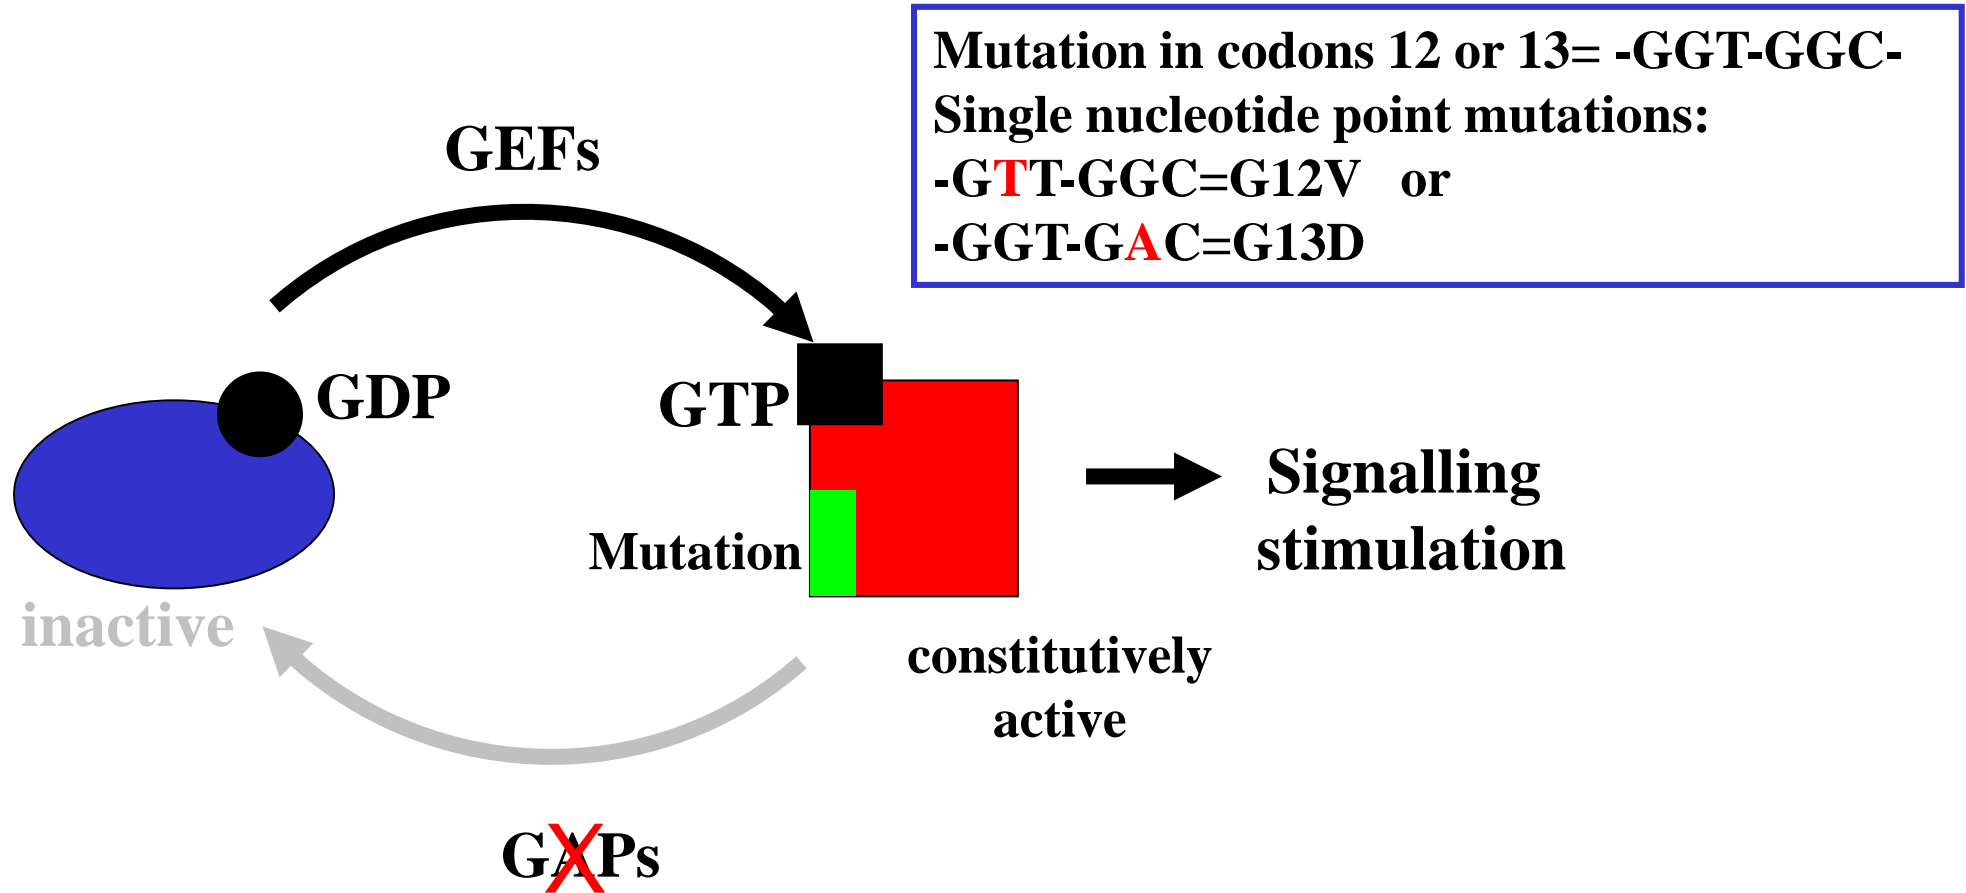 Mutation in codons 12 or 13= -GGT-GGC-
Single nucleotide point mutations:
-GTT-GGC=G12V or
-GGT-GAC=G13D
GEFs
GDP
GTP
Mutation
Signalling
stimulation
inactive
constitutively
active
GAPs